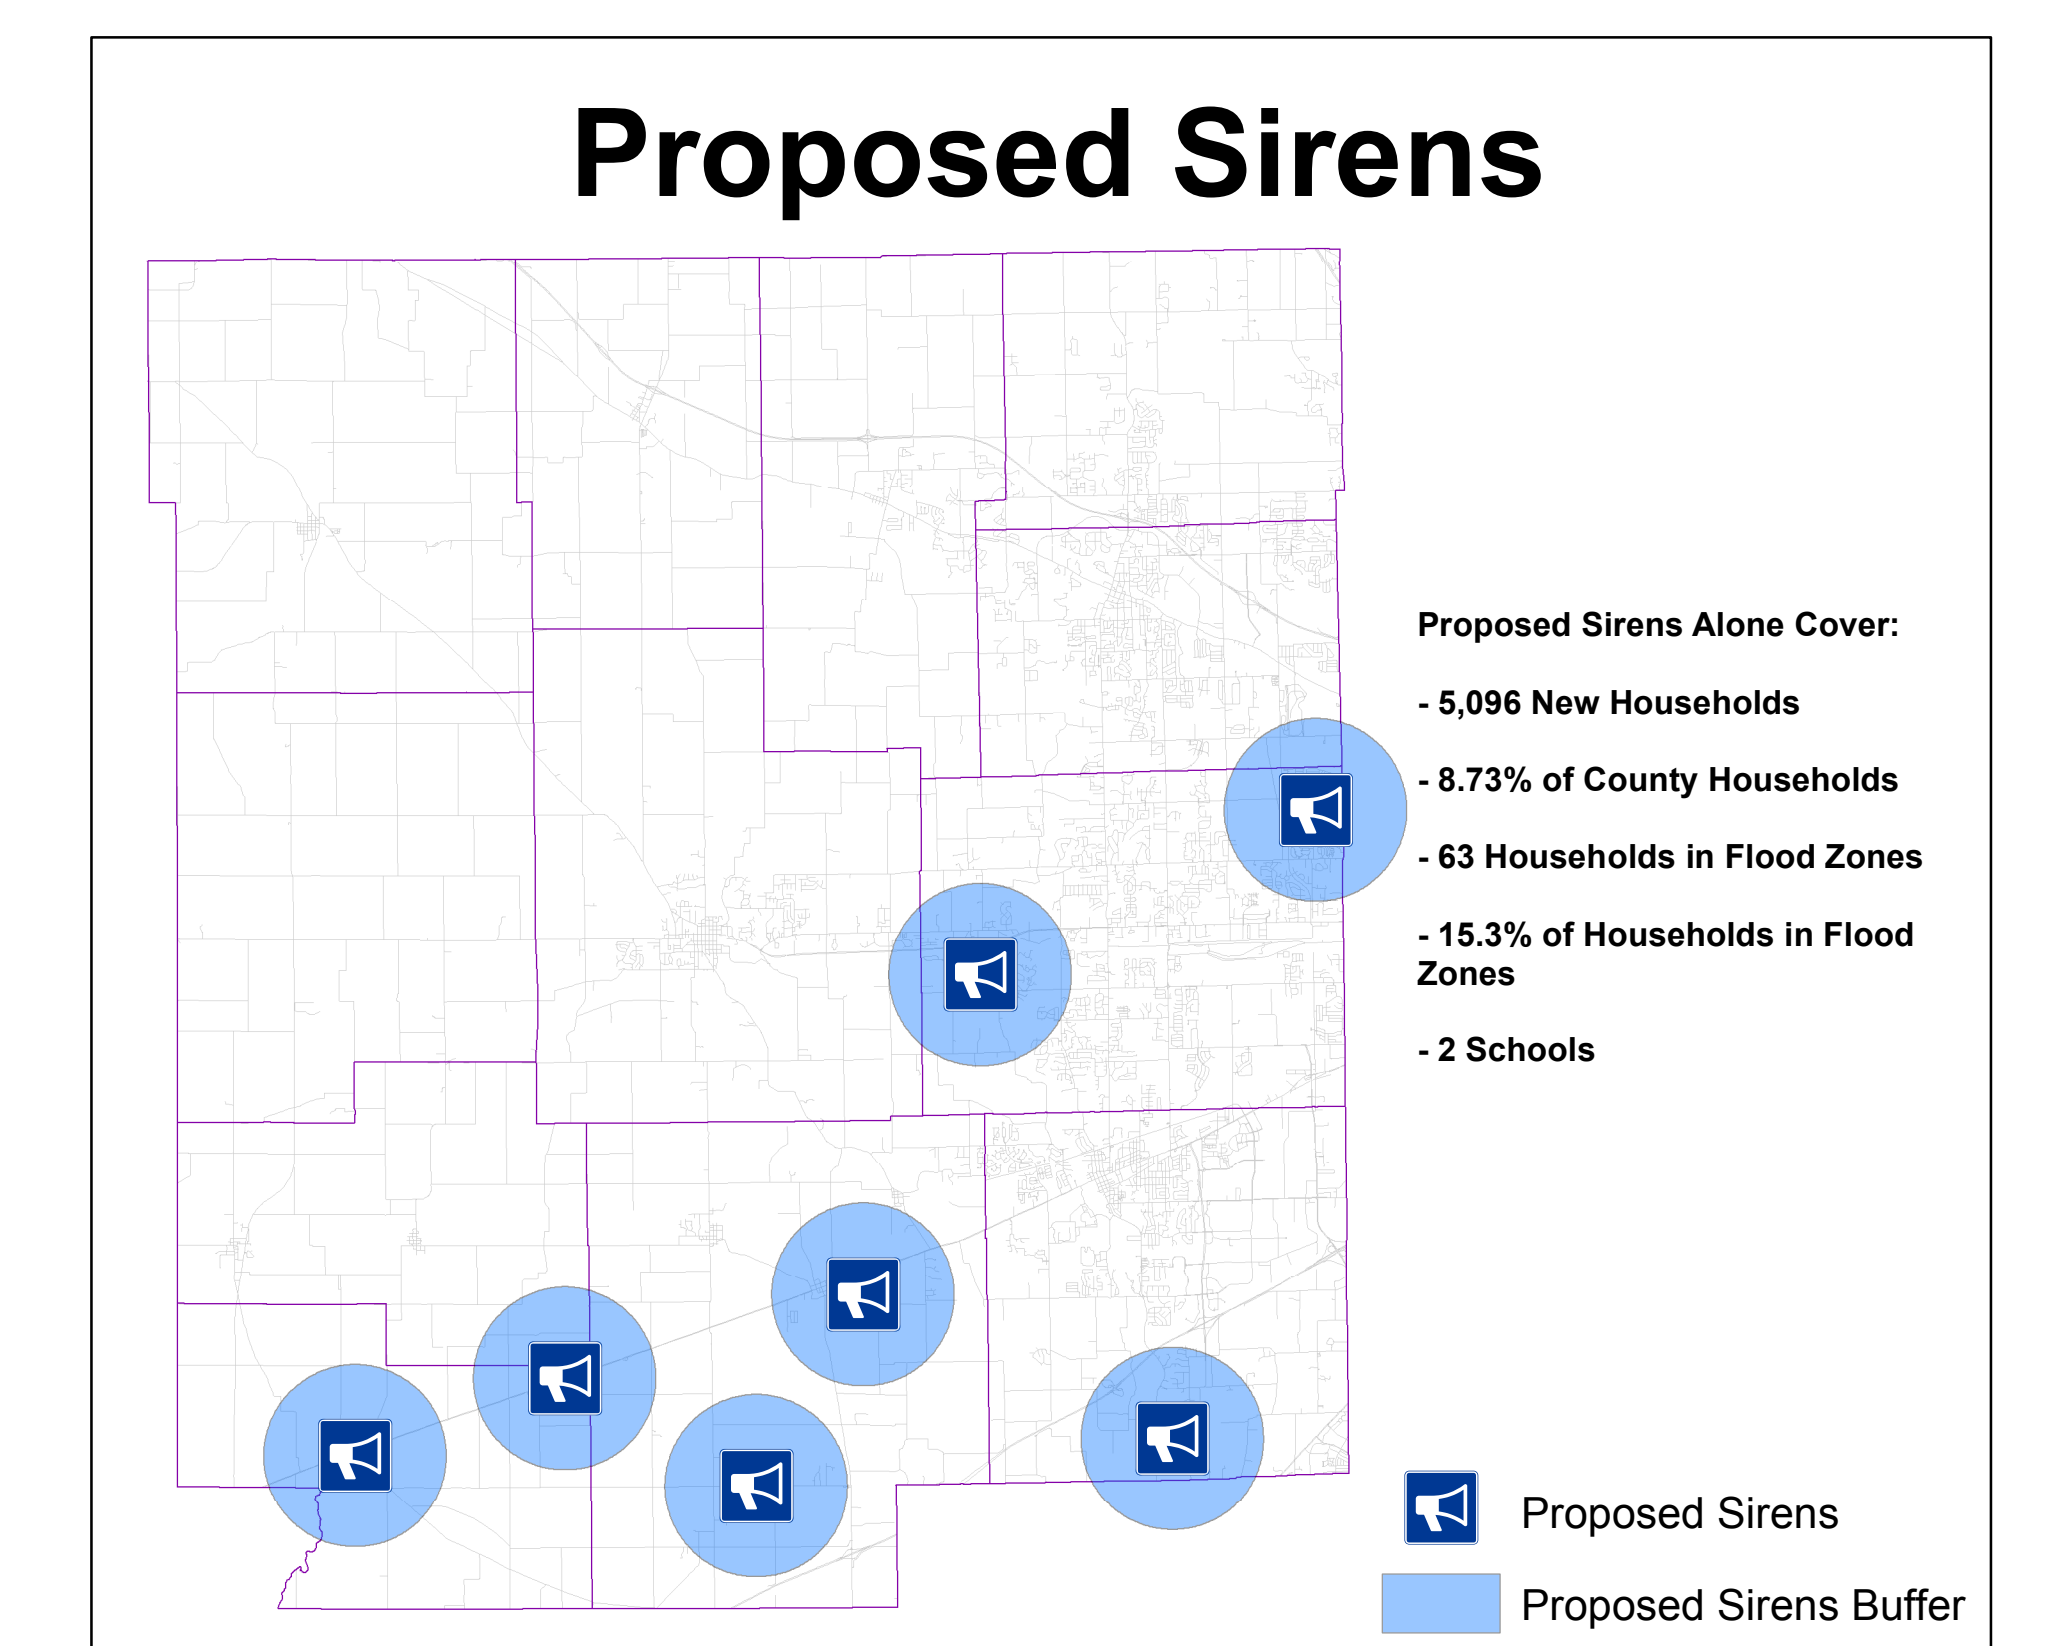 Proposed Sirens
Proposed Sirens Alone Cover:
- 5,096 New Households
- 8.73% of County Households
- 63 Households in Flood Zones
- 15.3% of Households in Flood
Zones
- 2 Schools
Proposed Sirens
Proposed Sirens Buffer